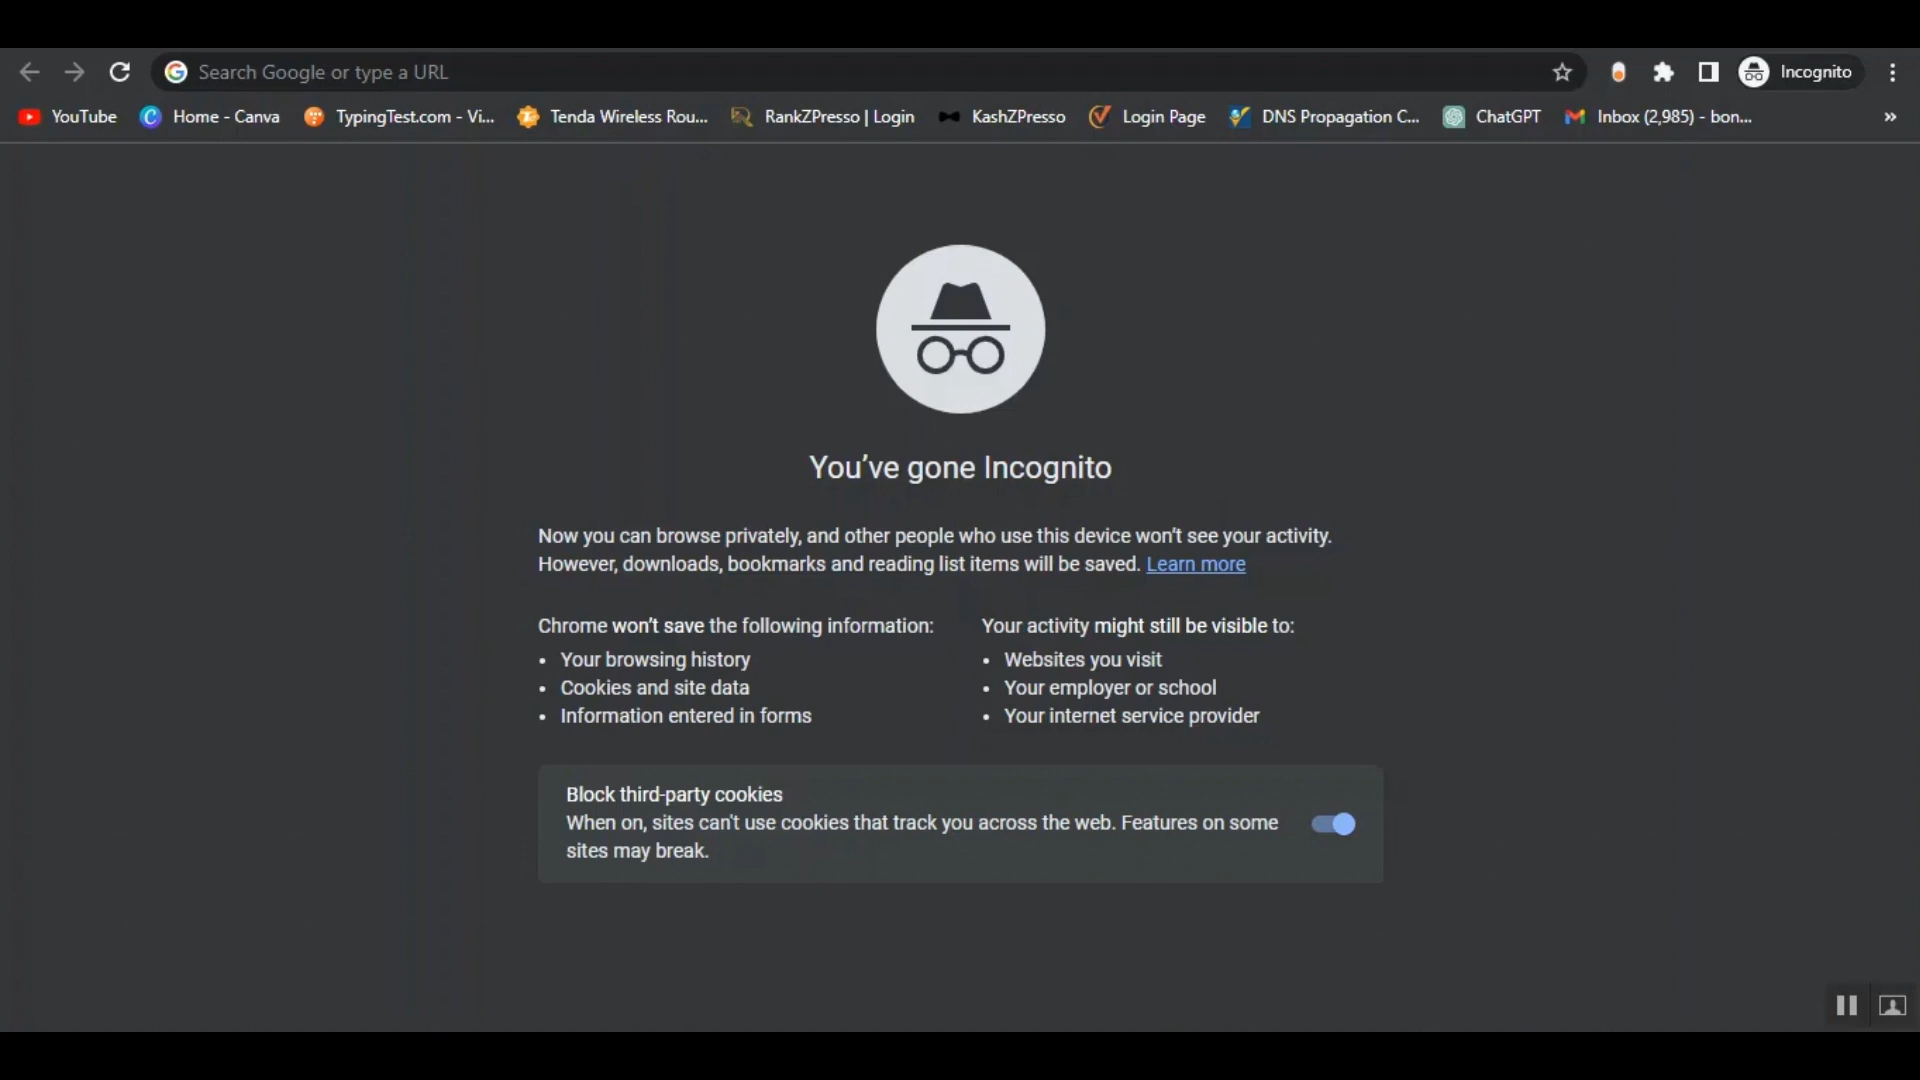 Search Google or type a URL
Incognito
YouTube
Home - Canva
TypingTest.com - Vi...
Tenda Wireless Rou...
RankZPresso | Login
KashZPresso
Login Page
DNS Propagation C...
ChatGPT
Inbox (2,985) - bon...
»
You've gone Incognito
Now you can browse privately, and other people who use this device won't see your activity.
However, downloads, bookmarks and reading list items will be saved. Learn more
Chrome won't save the following information:
• Your browsing history
• Cookies and site data
• Information entered in forms
Your activity might still be visible to:
• Websites you visit
• Your employer or school
• Your internet service provider
Block third-party cookies
When on, sites can't use cookies that track you across the web. Features on some
sites may break.